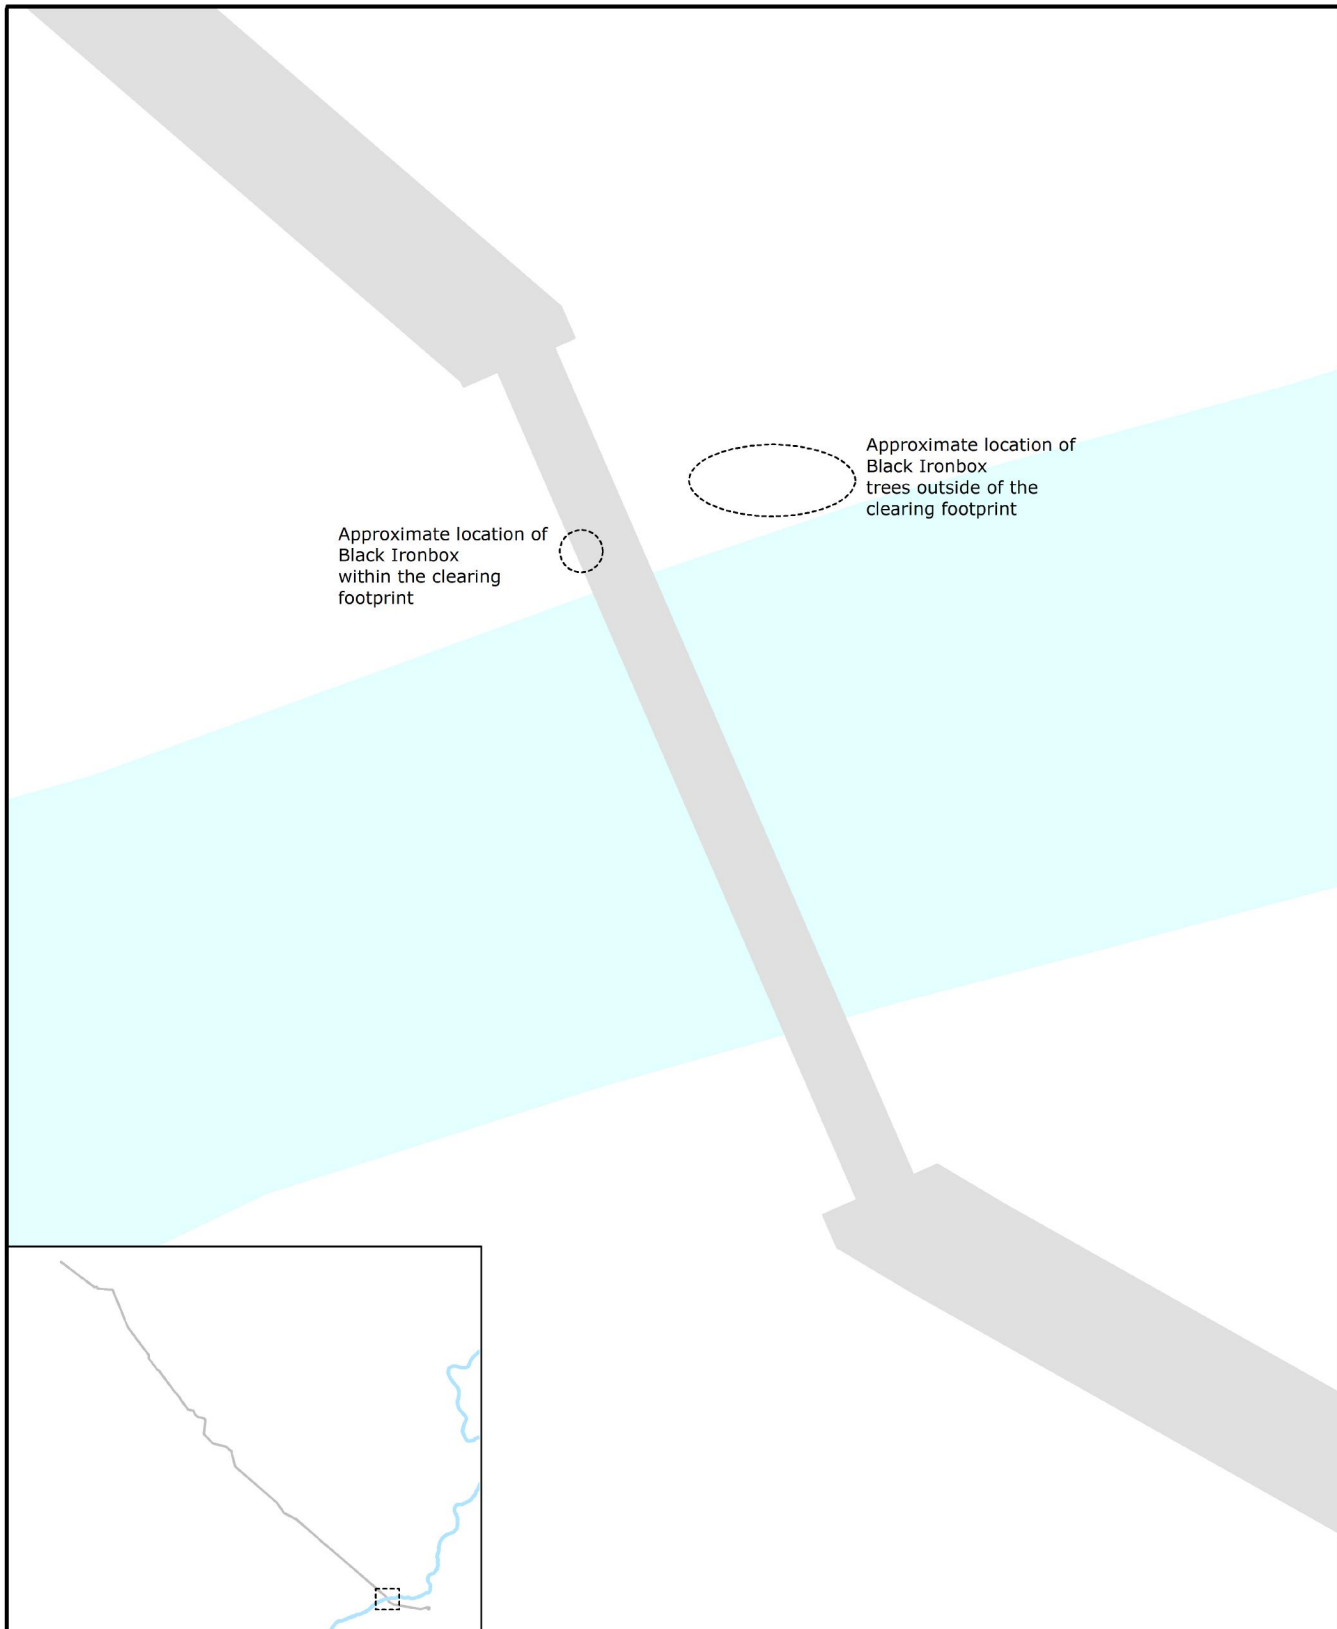 Approximate location of
Black Ironbox
trees outside of the
clearing footprint
Approximate location of
Black Ironbox
within the clearing
footprint